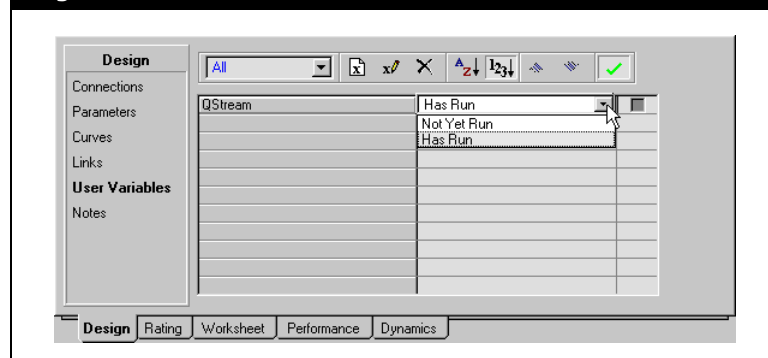 Design
Connections
Parameters
Curves
Links
User Variables
Notes
All
x
x
A
Z
123
QStream
Has Run
Not Yet Run
Has Run
Design
Rating
Worksheet
Performance
Dynamics